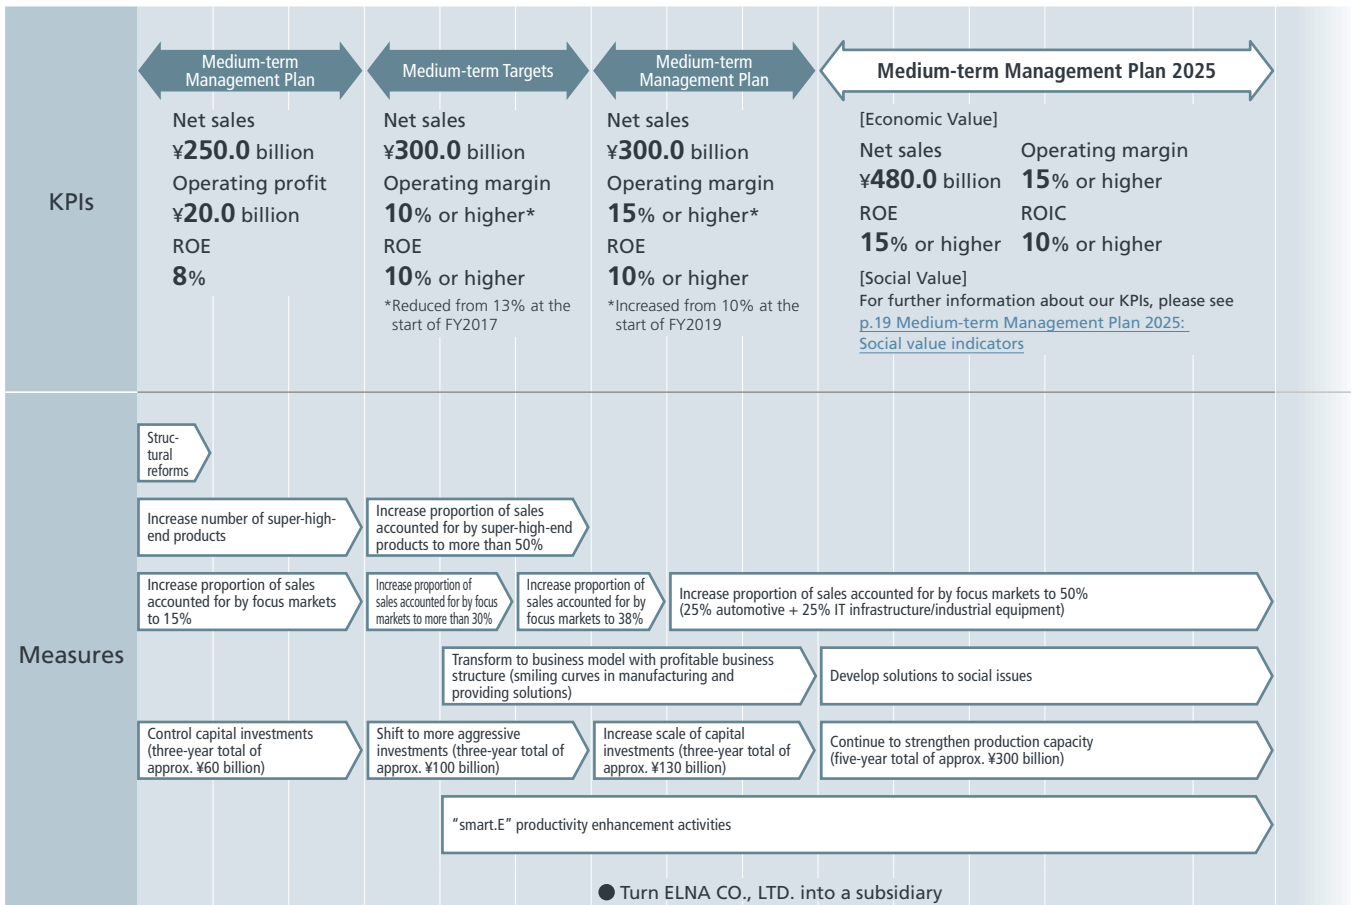 Medium-term
Management Plan
Medium-term Targets
Medium-term
Management Plan
Medium-term Management Plan 2025
KPIs
Net sales
¥250.0 billion
Operating profit
¥20.0 billion
ROE
8%
Net sales
¥300.0 billion
Operating margin
10% or higher*
ROE
10% or higher
*Reduced from 13% at the
start of FY2017
Net sales
¥300.0 billion
Operating margin
15% or higher*
ROE
10% or higher
*Increased from 10% at the
start of FY2019
[Economic Value]
Net sales
¥480.0 billion
Operating margin
15% or higher
ROE
15% or higher
ROIC
10% or higher
[Social Value]
For further information about our KPIs, please see
p.19 Medium-term Management Plan 2025:
Social value indicators
Measures
Struc-
tural
reforms
Increase number of super-high-
end products
Increase proportion of sales
accounted for by super-high-end
products to more than 50%
Increase proportion of sales
accounted for by focus markets
to 15%
Increase proportion of
sales accounted for by focus
markets to more than 30%
Increase proportion of
sales accounted for by
focus markets to 38%
Increase proportion of sales accounted for by focus markets to 50%
(25% automotive + 25% IT infrastructure/industrial equipment)
Transform to business model with profitable business
structure (smiling curves in manufacturing and
providing solutions)
Develop solutions to social issues
Control capital investments
(three-year total of
approx. ¥60 billion)
Shift to more aggressive
investments (three-year total of
approx. ¥100 billion)
Increase scale of capital
investments (three-year total of
approx. ¥130 billion)
Continue to strengthen production capacity
(five-year total of approx. ¥300 billion)
“smart.E” productivity enhancement activities
● Turn ELNA CO., LTD. into a subsidiary